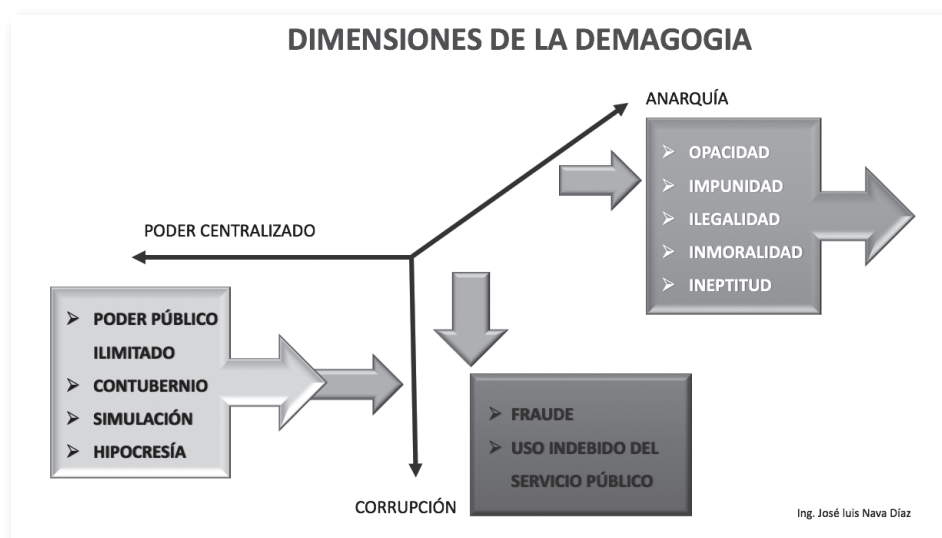 DIMENSIONES DE LA DEMAGOGIA
ANARQUÍA
➢ OPACIDAD
➢ IMPUNIDAD
➢ ILEGALIDAD
➢ INMORALIDAD
➢ INEPTITUD
PODER CENTRALIZADO
➢ PODER PÚBLICO
ILIMITADO
➢ CONTUBERNIO
➢ SIMULACIÓN
➢ HIPOCRESÍA
➢ FRAUDE
➢ USO INDEBIDO DEL
SERVICIO PÚBLICO
CORRUPCIÓN
Ing. José luis Nava Díaz